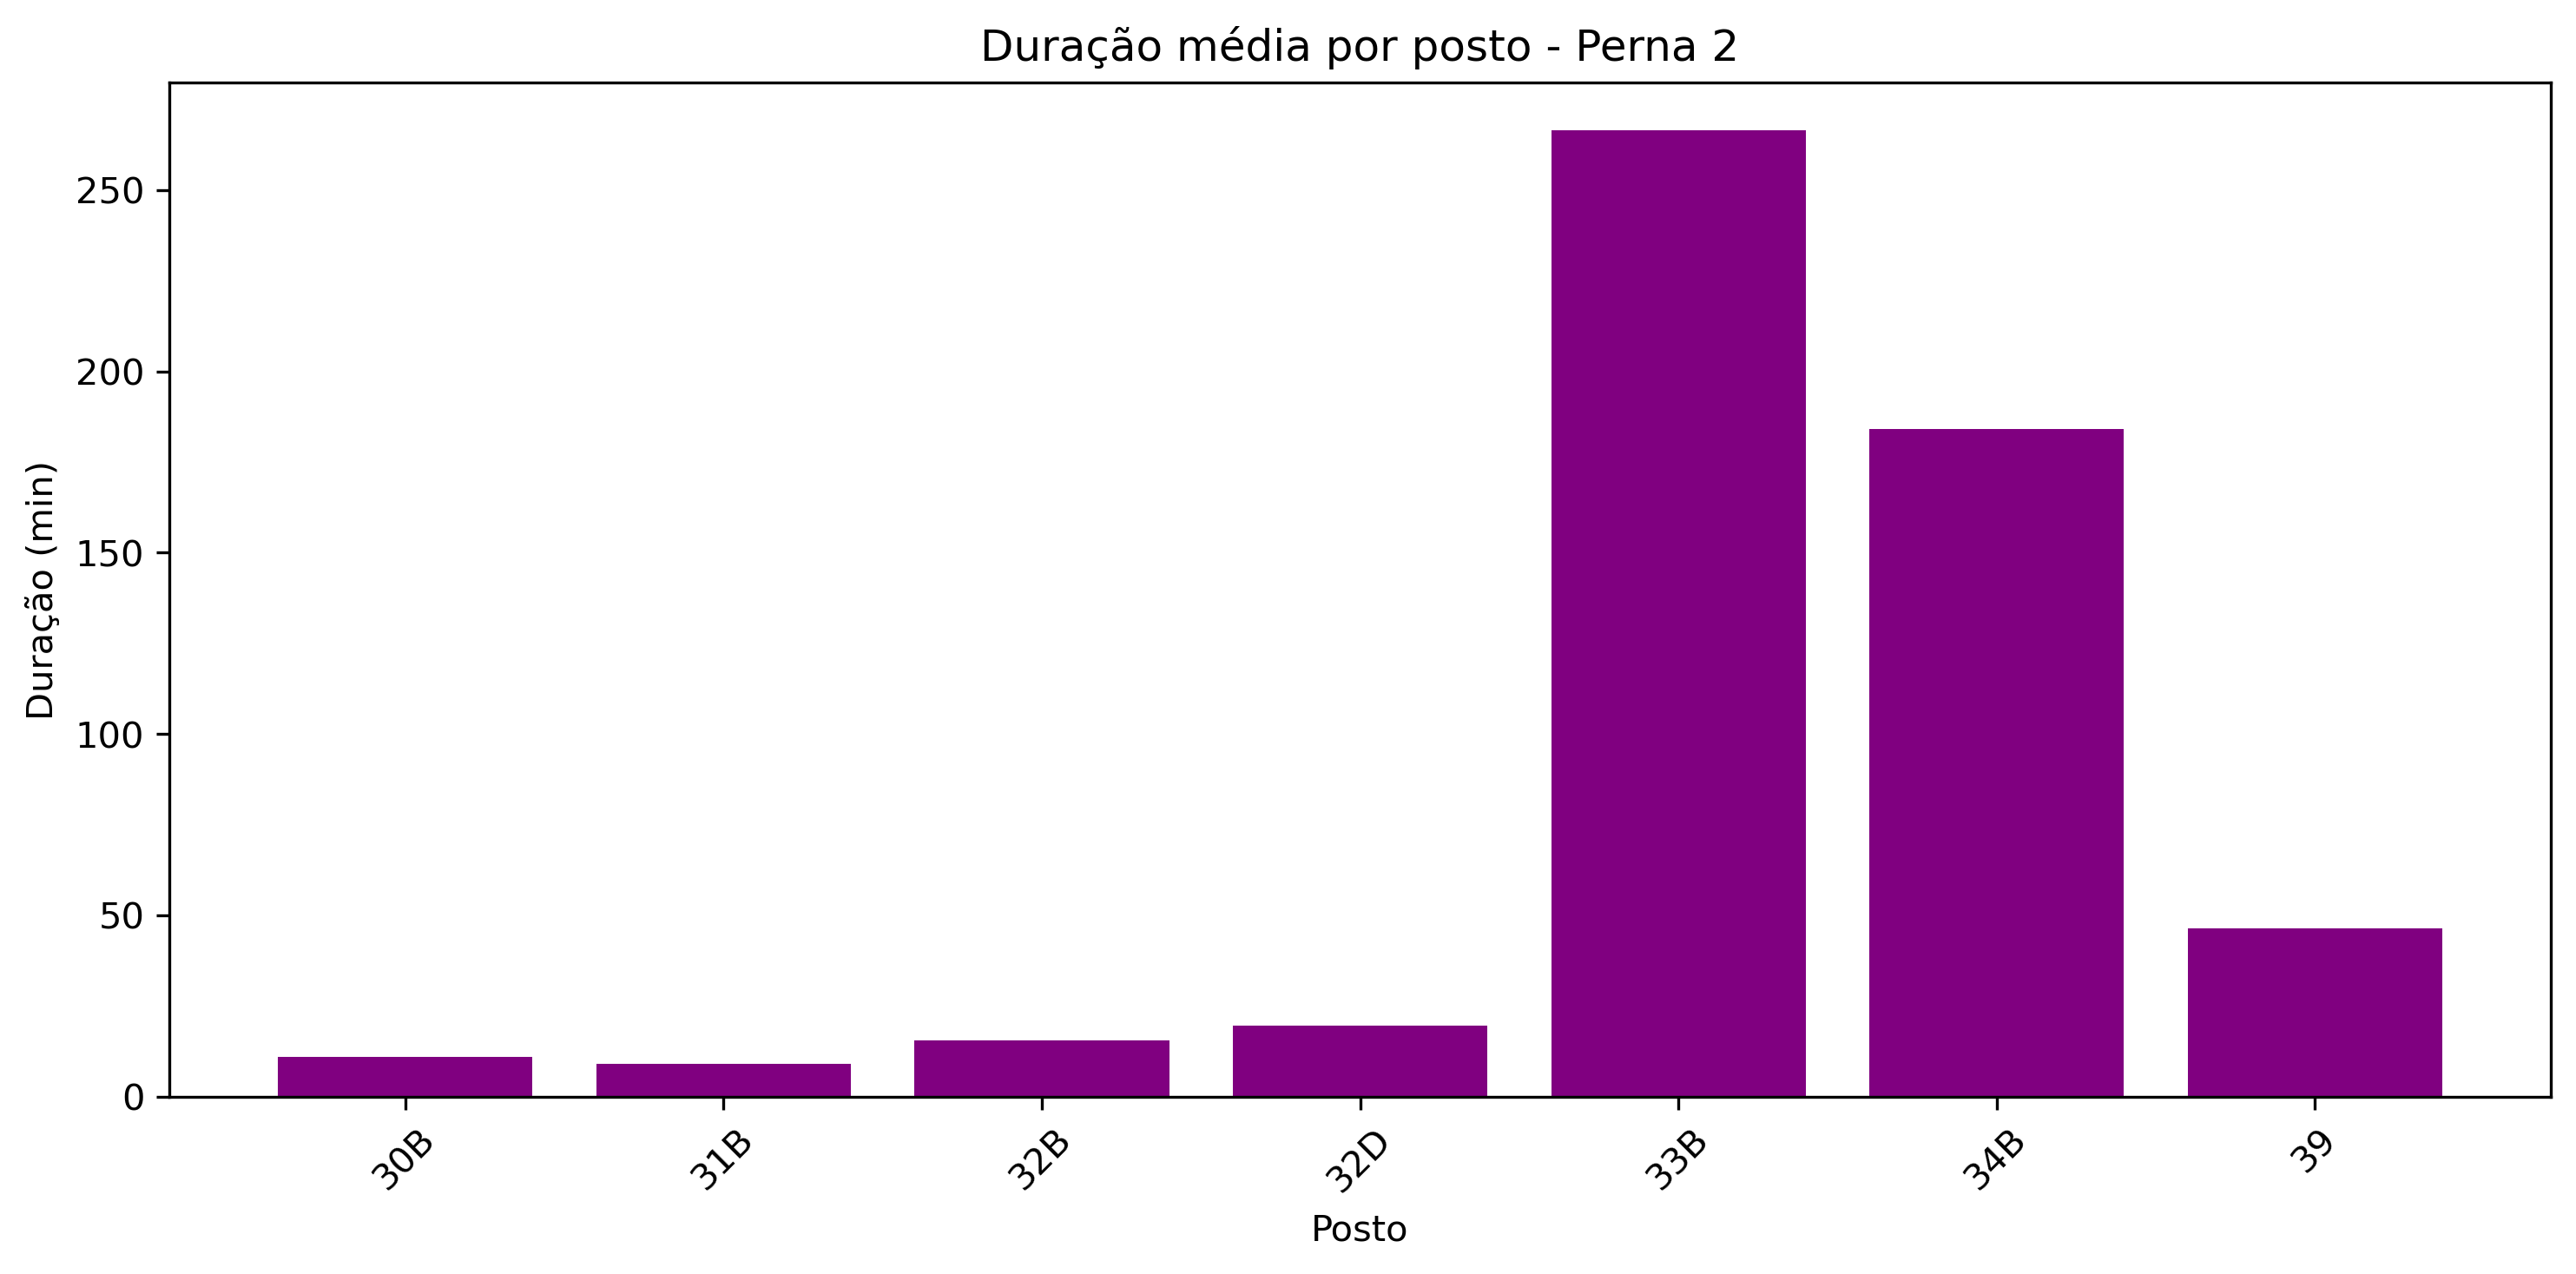 Duração média por posto - Perna 2
Duração (min)
250
200
150
100
50
0
30B
31B
32B
32D
33B
34B
39
Posto